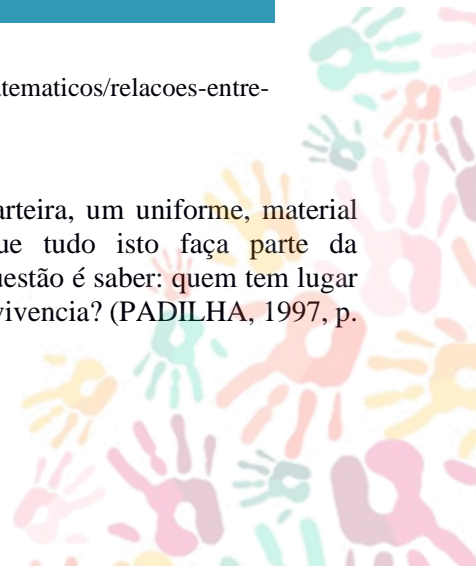 tematicos/relacoes-entre-
arteira, um uniforme, material
ue tudo isto faça parte da
uestão é saber: quem tem lugar
vivencia? (PADILHA, 1997, p.